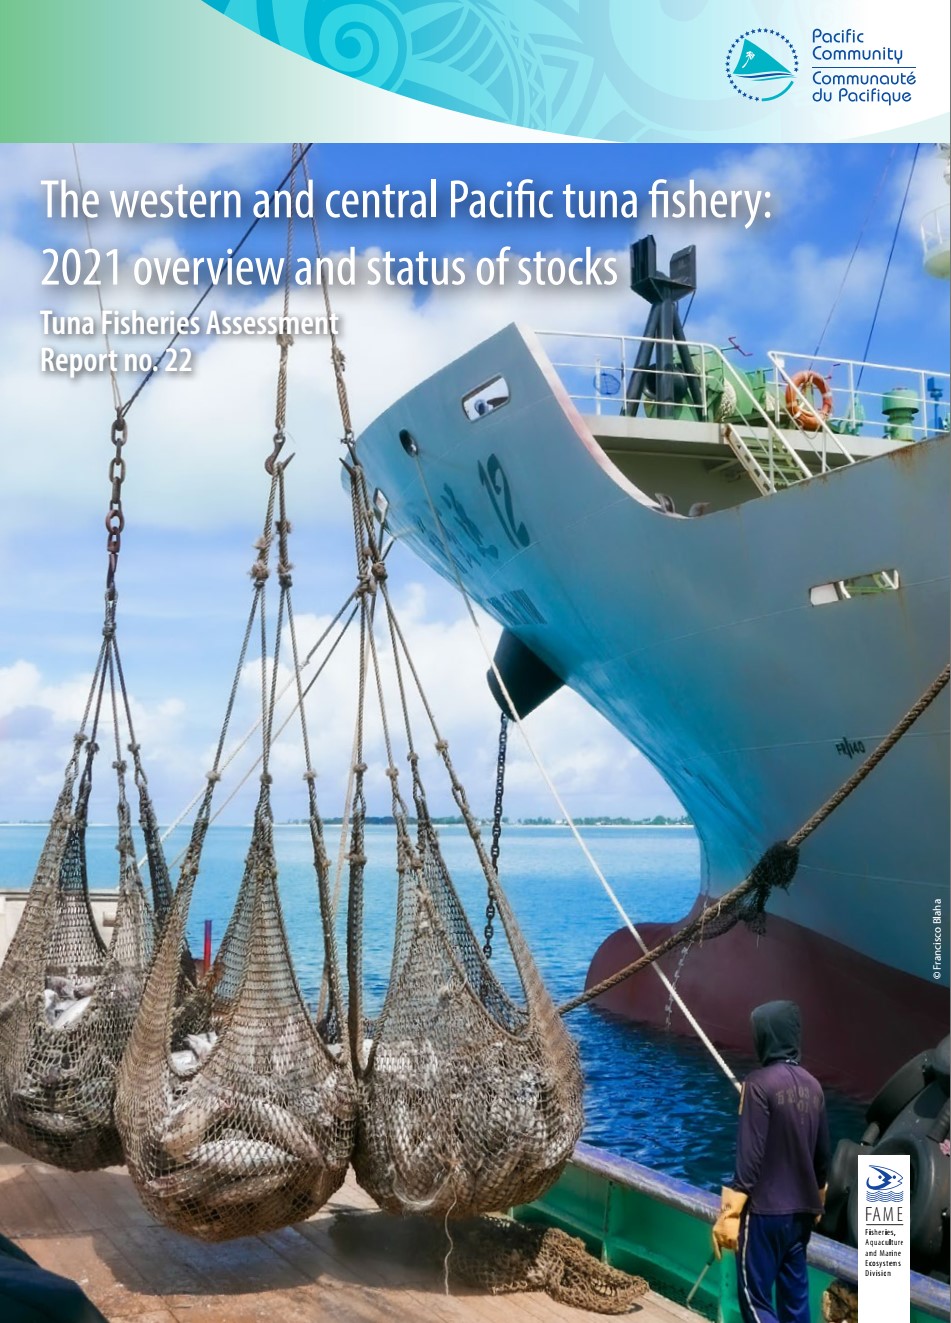 Pacific
Community
Communauté
du Pacifique
The western and central Pacific tuna fishery:
2021 overview and status of stocks
Tuna Fisheries Assessment
Report no. 22
12
© Francisco Blaha
FAME
Fisheries,
Aquaculture
and Marine
Ecosystems
Division